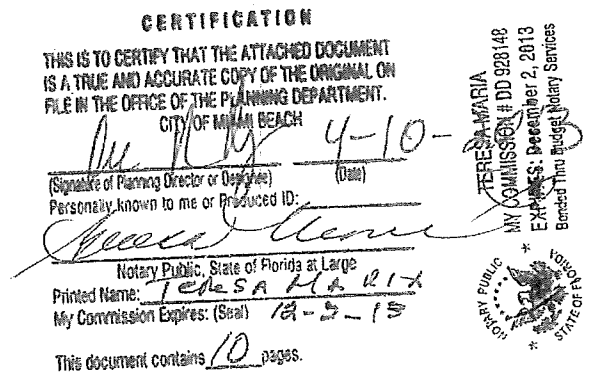 CERTIFICATION
THIS IS TO CERTIFY THAT THE ATTACHED DOCUMENT
IS A TRUE AND ACCURATE COPY OF THE ORIGINAL ON
FILE IN THE OFFICE OF THE PLANNING DEPARTMENT.
CITY OF MIAMI BEACH
4-10-
(Signature of Planning Director or Designee) (Date)
Personally known to me or Produced ID:
Notary Public, State of Florida at Large
Printed Name: TERESA MARIA
My Commission Expires: (Seal) 12-2-13
This document contains 10 pages.
TERESA MARIA
MY COMMISSION # DD 928148
EXPIRES: December 2, 2013
Bonded Thru Budget Notary Services
NOTARY PUBLIC
STATE OF FLORIDA